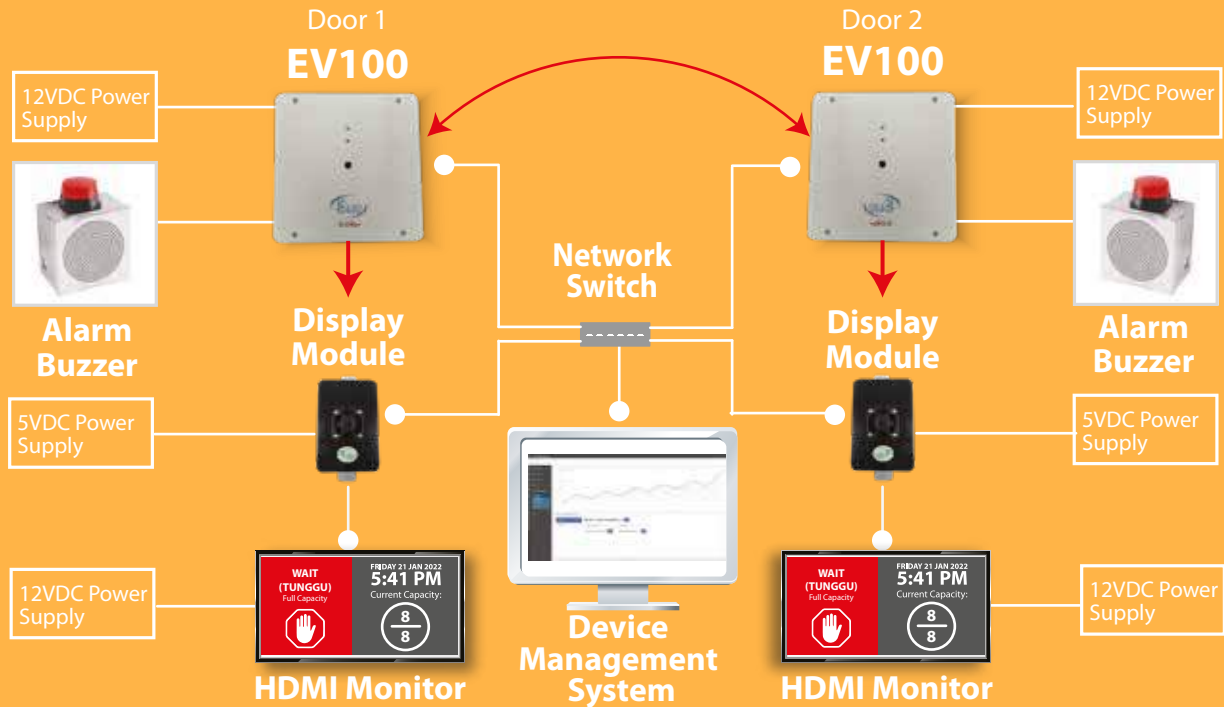 Door 1
EV100
Door 2
EV100
12VDC Power
Supply
12VDC Power
Supply
Network
Switch
Display
Module
Display
Module
Alarm
Buzzer
Alarm
Buzzer
5VDC Power
Supply
5VDC Power
Supply
12VDC Power
Supply
WAIT
(TUNGGU)
Full Capacity
FRIDAY 21 JAN 2022
5:41 PM
Current Capacity:
8
8
HDMI Monitor
Device
Management
System
WAIT
(TUNGGU)
Full Capacity
FRIDAY 21 JAN 2022
5:41 PM
Current Capacity:
8
8
HDMI Monitor
12VDC Power
Supply